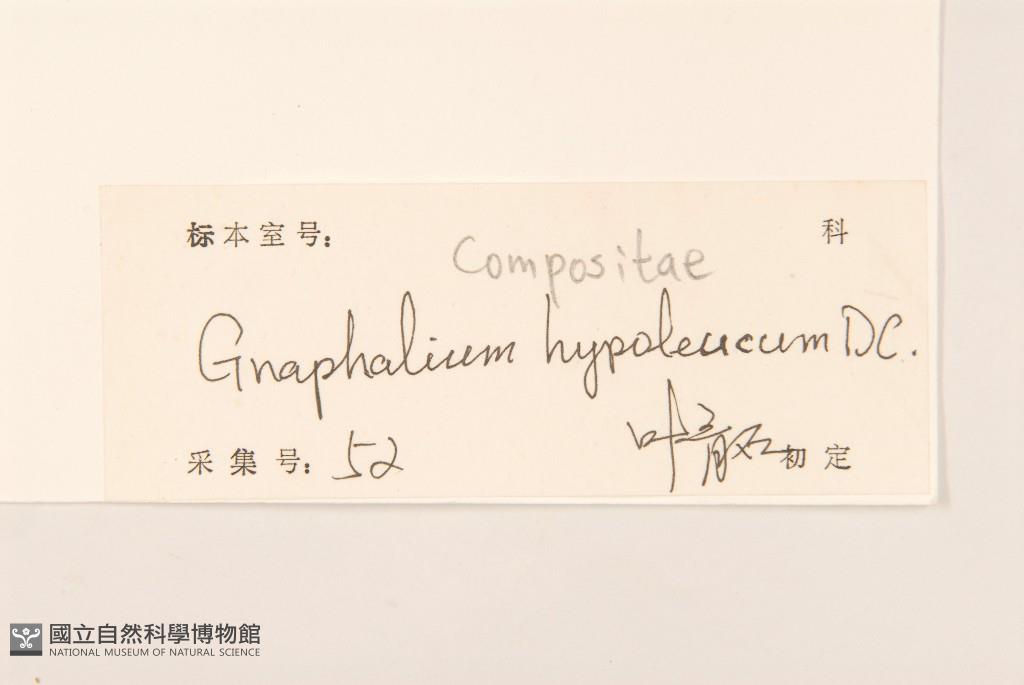 标本室号： 科
Compositae
Gnaphalium hypoleucum DC.
采集号：52 叶 初定
國立自然科學博物館
NATIONAL MUSEUM OF NATURAL SCIENCE